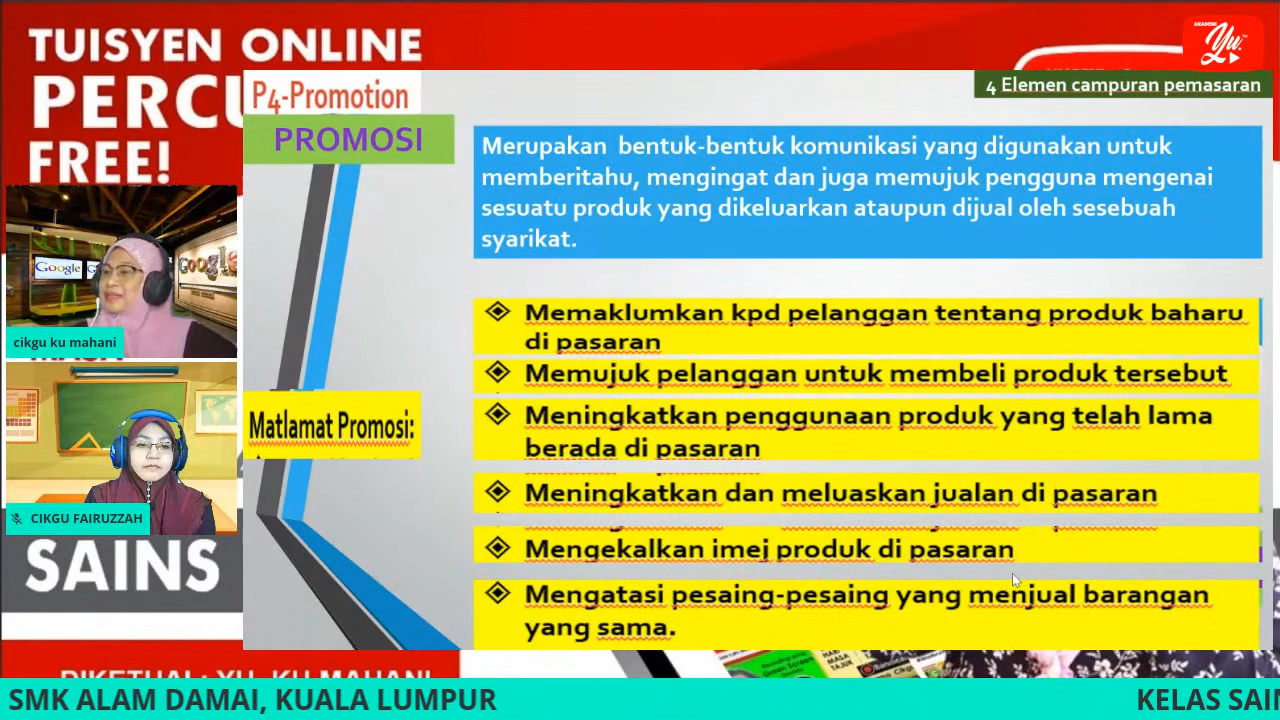 TUISYEN ONLINE
FREE!
AKADEMI
Yu.
P4-Promotion
4 Elemen campuran pemasaran
PROMOSI
Merupakan bentuk-bentuk komunikasi yang digunakan untuk
memberitahu, mengingat dan juga memujuk pengguna mengenai
sesuatu produk yang dikeluarkan ataupun dijual oleh sesebuah
syarikat.
Google
cikgu ku mahani
Memaklumkan kpd pelanggan tentang produk baharu
di pasaran
Memujuk pelanggan untuk membeli produk tersebut
Matlamat Promosi:
Meningkatkan penggunaan produk yang telah lama
berada di pasaran
Meningkatkan dan meluaskan jualan di pasaran
CIKGU FAIRUZZAH
Mengekalkan imej produk di pasaran
Mengatasi pesaing-pesaing yang menjual barangan
yang sama.
SAINS
SMK ALAM DAMAI, KUALA LUMPUR
KELAS